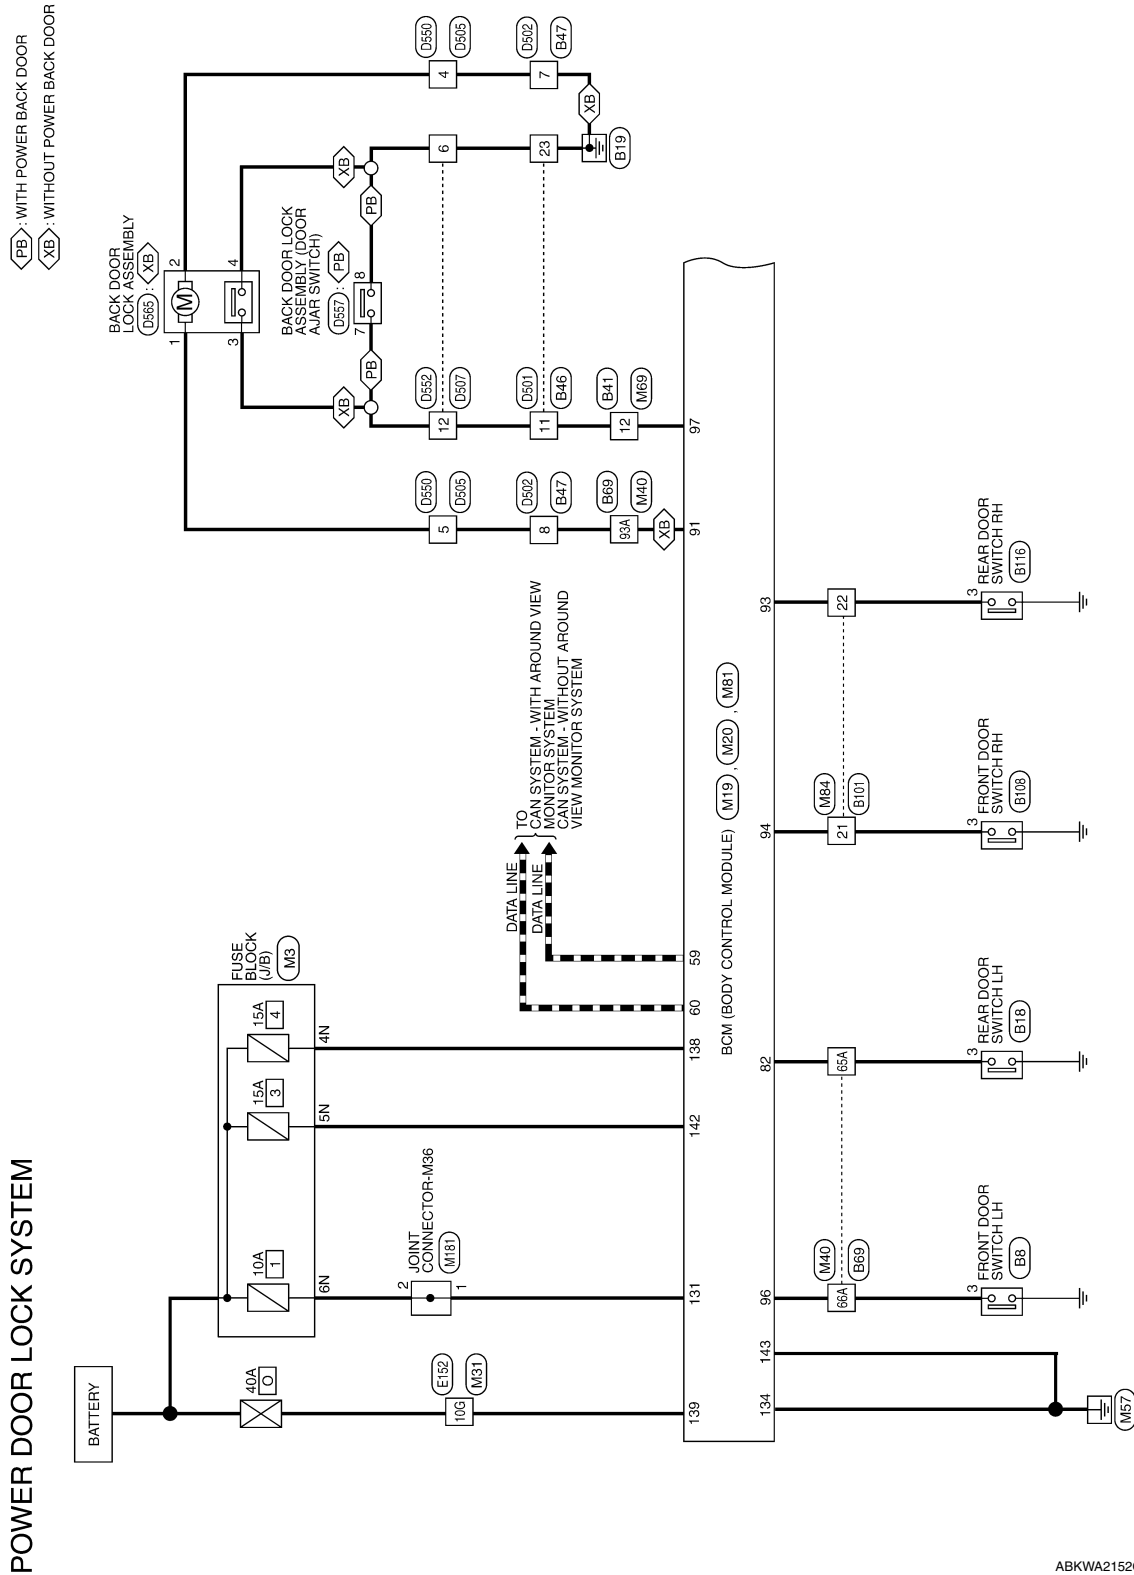 POWER DOOR LOCK SYSTEM
PB : WITH POWER BACK DOOR
XB : WITHOUT POWER BACK DOOR
BATTERY
40A
O
E152
10G
M31
139
FUSE
BLOCK
(J/B)
M3
10A
1
15A
3
15A
4
6N
5N
4N
2
1
JOINT
CONNECTOR-M36
M181
131
142
138
60
59
DATA LINE
DATA LINE
TO
CAN SYSTEM - WITH AROUND VIEW
MONITOR SYSTEM
CAN SYSTEM - WITHOUT AROUND
VIEW MONITOR SYSTEM
BACK DOOR
LOCK ASSEMBLY
D565 : XB
M
1
2
3
4
BACK DOOR LOCK
ASSEMBLY (DOOR
AJAR SWITCH)
D557 : PB
7
8
XB
XB
PB
PB
D550
5
D505
D552
12
D507
6
D550
4
D505
D502
8
B47
D501
11
B46
23
D502
7
B47
B69
93A
M40
B41
12
M69
XB
B19
XB
91
97
BCM (BODY CONTROL MODULE) M19 , M20 , M81
134
143
96
82
94
93
M40
66A
B69
65A
M84
21
B101
22
3
FRONT DOOR
SWITCH LH
B8
3
REAR DOOR
SWITCH LH
B18
3
FRONT DOOR
SWITCH RH
B108
3
REAR DOOR
SWITCH RH
B116
M57